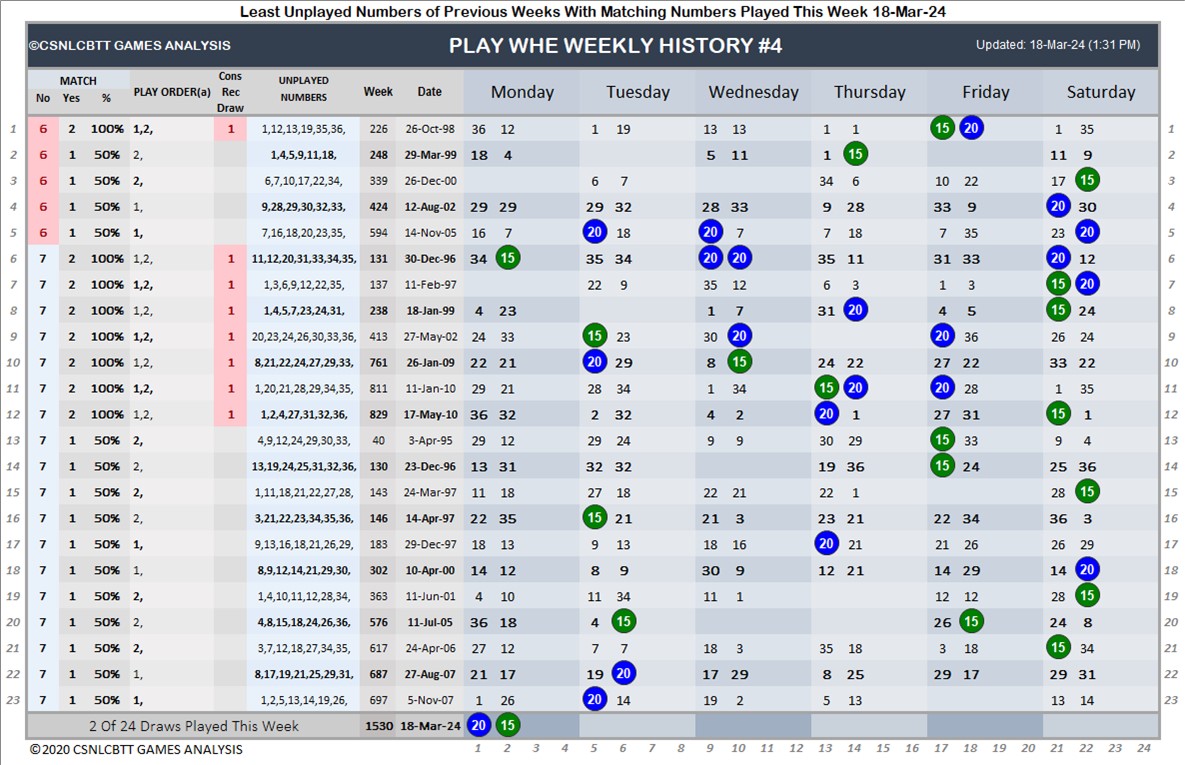 Least Unplayed Numbers of Previous Weeks With Matching Numbers Played This Week 18-Mar-24
©CSNLCBTT GAMES ANALYSIS PLAY WHE WEEKLY HISTORY #4 Updated: 18-Mar-24 (1:31 PM)
MATCH PLAY ORDER(a) Cons Rec Draw UNPLAYED NUMBERS Week Date Monday Tuesday Wednesday Thursday Friday Saturday
No Yes %
1 6 2 100% 1,2, 1 1,12,13,19,35,36, 226 26-Oct-98 36 12 1 19 13 13 1 1 15 20 1 35 1
2 6 1 50% 2, 1,4,5,9,11,18, 248 29-Mar-99 18 4 5 11 1 15 11 9 2
3 6 1 50% 2, 6,7,10,17,22,34, 339 26-Dec-00 6 7 34 6 10 22 17 15 3
4 6 1 50% 1, 9,28,29,30,32,33, 424 12-Aug-02 29 29 29 32 28 33 9 28 33 9 20 30 4
5 6 1 50% 1, 7,16,18,20,23,35, 594 14-Nov-05 16 7 20 18 20 7 7 18 7 35 23 20 5
6 7 2 100% 1 11,12,20,31,33,34,35, 131 30-Dec-96 34 15 35 34 20 20 35 11 31 33 20 12 6
7 7 2 100% 1,2, 1 1,3,6,9,12,22,35, 137 11-Feb-97 22 9 35 12 6 3 1 3 15 20 7
8 7 2 100% 1,2, 1 1,4,5,7,23,24,31, 238 18-Jan-99 4 23 1 7 31 20 4 5 15 24 8
9 7 2 100% 1,2, 1 20,23,24,26,30,33,36, 413 27-May-02 24 33 15 23 30 20 20 36 26 24 9
10 7 2 100% 1,2, 1 8,21,22,24,27,29,33, 761 26-Jan-09 22 21 20 29 8 15 24 22 27 22 33 22 10
11 7 2 100% 1,2, 1 1,20,21,28,29,34,35, 811 11-Jan-10 29 21 28 34 1 34 15 20 20 28 1 35 11
12 7 2 100% 1,2, 1 1,2,4,27,31,32,36, 829 17-May-10 36 32 2 32 4 2 20 1 27 31 15 1 12
13 7 1 50% 2, 4,9,12,24,29,30,33, 40 3-Apr-95 29 12 29 24 9 9 30 29 15 33 9 4 13
14 7 1 50% 2, 13,19,24,25,31,32,36, 130 23-Dec-96 13 31 32 32 19 36 15 24 25 36 14
15 7 1 50% 2, 1,11,18,21,22,27,28, 143 24-Mar-97 11 18 27 18 22 21 22 1 28 15 15
16 7 1 50% 2, 3,21,22,23,34,35,36, 146 14-Apr-97 22 35 15 21 21 3 23 21 22 34 36 3 16
17 7 1 50% 1, 9,13,16,18,21,26,29, 183 29-Dec-97 18 13 9 13 18 16 20 21 21 26 26 29 17
18 7 1 50% 1, 8,9,12,14,21,29,30, 302 10-Apr-00 14 12 8 9 30 9 12 21 14 29 14 20 18
19 7 1 50% 2, 1,4,10,11,12,28,34, 363 11-Jun-01 4 10 11 34 11 1 12 12 28 15 19
20 7 1 50% 2, 4,8,15,18,24,26,36, 576 11-Jul-05 36 18 4 15 26 15 24 8 20
21 7 1 50% 2, 3,7,12,18,27,34,35, 617 24-Apr-06 27 12 7 7 18 3 35 18 3 18 15 34 21
22 7 1 50% 1, 8,17,19,21,25,29,31, 687 27-Aug-07 21 17 19 20 17 29 8 25 29 17 29 31 22
23 7 1 50% 1, 1,2,5,13,14,19,26, 697 5-Nov-07 1 26 20 14 19 2 5 13 13 14 23
2 Of 24 Draws Played This Week 1530 18-Mar-24 20 15
©2020 CSNLCBTT GAMES ANALYSIS 1 2 3 4 5 6 7 8 9 10 11 12 13 14 15 16 17 18 19 20 21 22 23 24